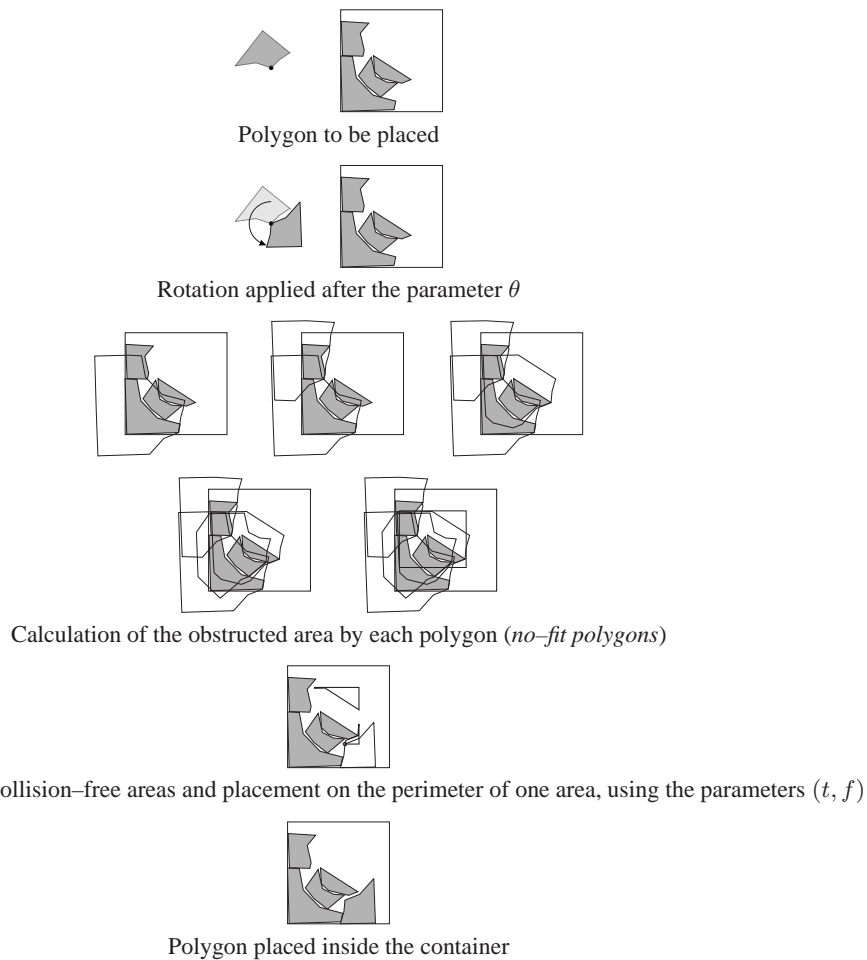 Polygon to be placed
Rotation applied after the parameter θ
Calculation of the obstructed area by each polygon (no–fit polygons)
ollision–free areas and placement on the perimeter of one area, using the parameters (t, f)
Polygon placed inside the container